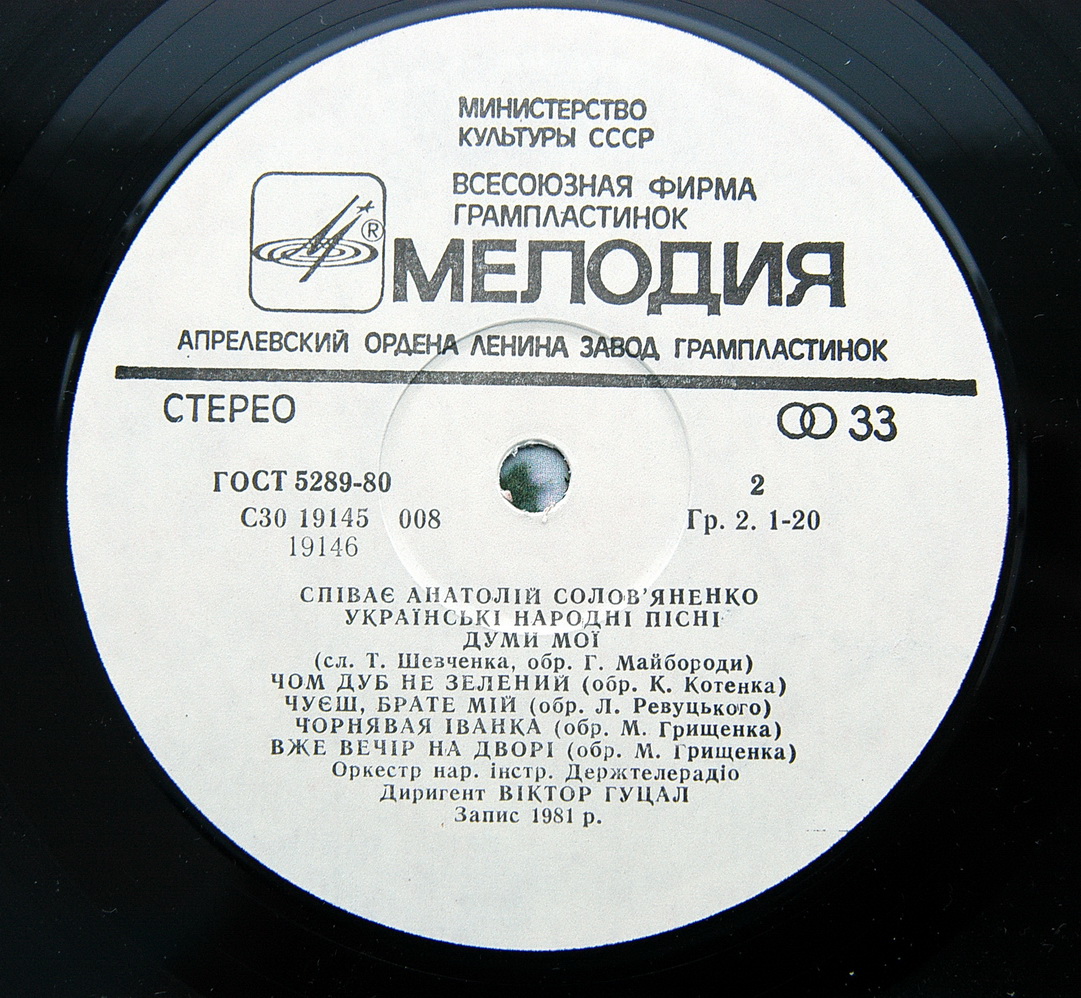 МИНИСТЕРСТВО
КУЛЬТУРЫ СССР
ВСЕСОЮЗНАЯ ФИРМА
ГРАМПЛАСТИНОК
®
МЕЛОДИЯ
АПРЕЛЕВСКИЙ ОРДЕНА ЛЕНИНА ЗАВОД ГРАМПЛАСТИНОК
СТЕРЕО
33
ГОСТ 5289-80
2
С30 19145 008
Гр. 2. 1-20
19146
СПІВАЄ АНАТОЛІЙ СОЛОВ'ЯНЕНКО
УКРАЇНСЬКІ НАРОДНІ ПІСНІ
ДУМИ МОЇ
(сл. Т. Шевченка, обр. Г. Майбороди)
ЧОМ ДУБ НЕ ЗЕЛЕНИЙ (обр. К. Котенка)
ЧУЄШ, БРАТЕ МІЙ (обр. Л. Ревуцького)
ЧОРНЯВАЯ ІВАНКА (обр. М. Грищенка)
ВЖЕ ВЕЧІР НА ДВОРІ (обр. М. Грищенка)
Оркестр нар. інстр. Держтелерадіо
Диригент ВІКТОР ГУЦАЛ
Запис 1981 р.